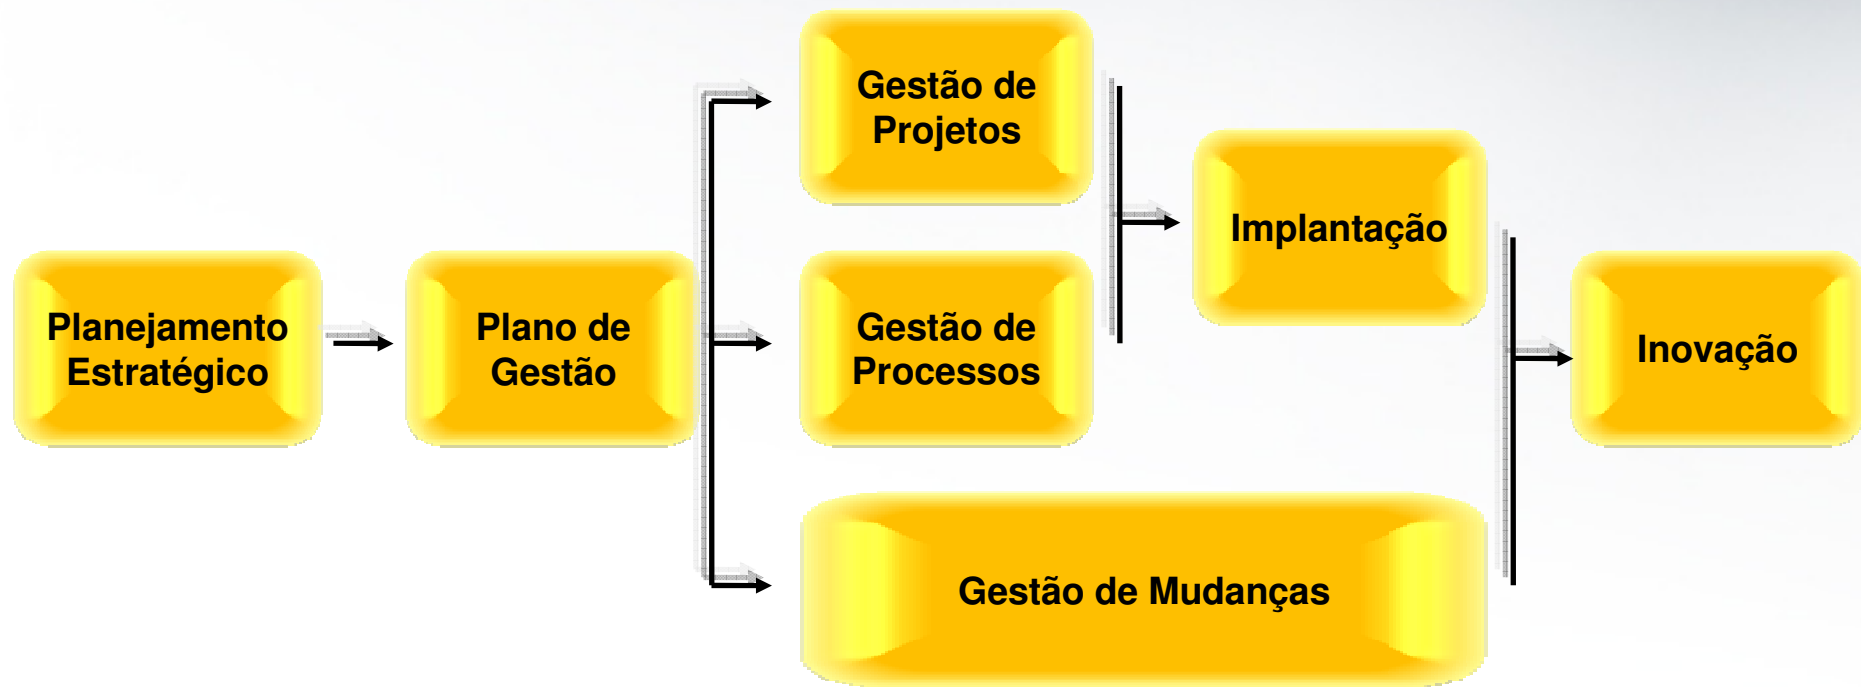 Planejamento
Estratégico
Plano de
Gestão
Gestão de
Projetos
Gestão de
Processos
Gestão de Mudanças
Implantação
Inovação